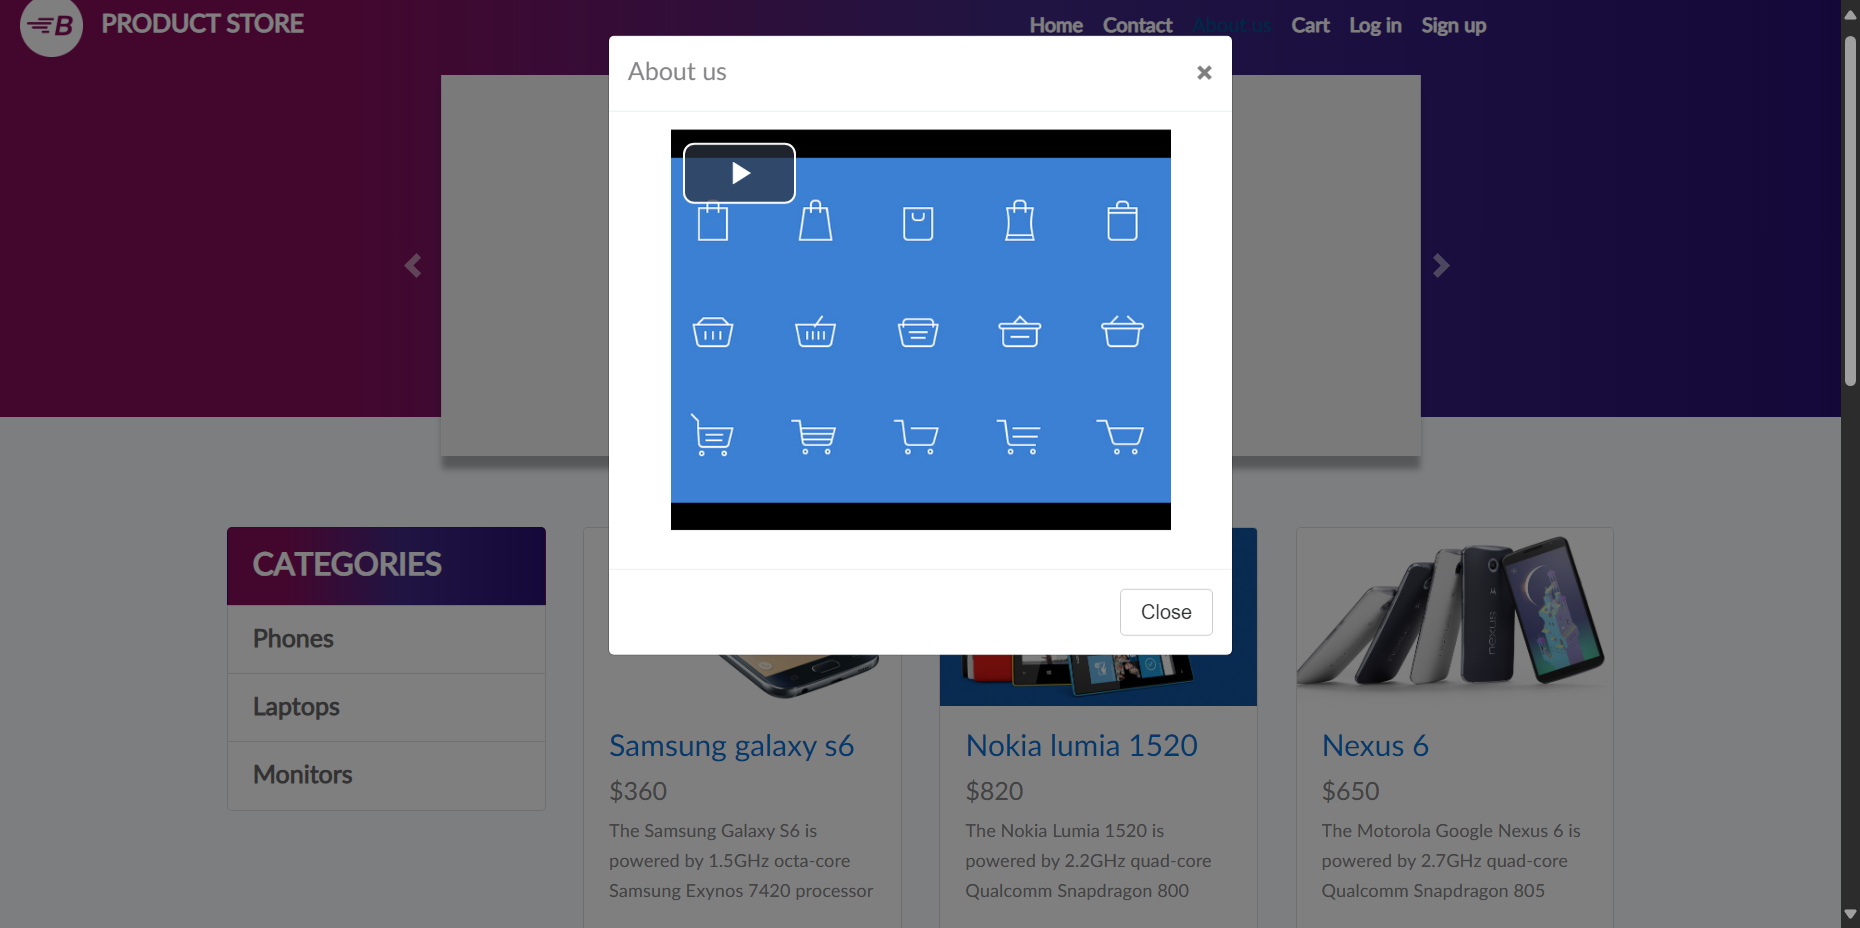 B
PRODUCT STORE
Home Contact About us Cart Log in Sign up
About us
×
Close
CATEGORIES
Phones
Laptops
Monitors
nexus
Samsung galaxy s6
$360
The Samsung Galaxy S6 is
powered by 1.5GHz octa-core
Samsung Exynos 7420 processor
Nokia lumia 1520
$820
The Nokia Lumia 1520 is
powered by 2.2GHz quad-core
Qualcomm Snapdragon 800
Nexus 6
$650
The Motorola Google Nexus 6 is
powered by 2.7GHz quad-core
Qualcomm Snapdragon 805